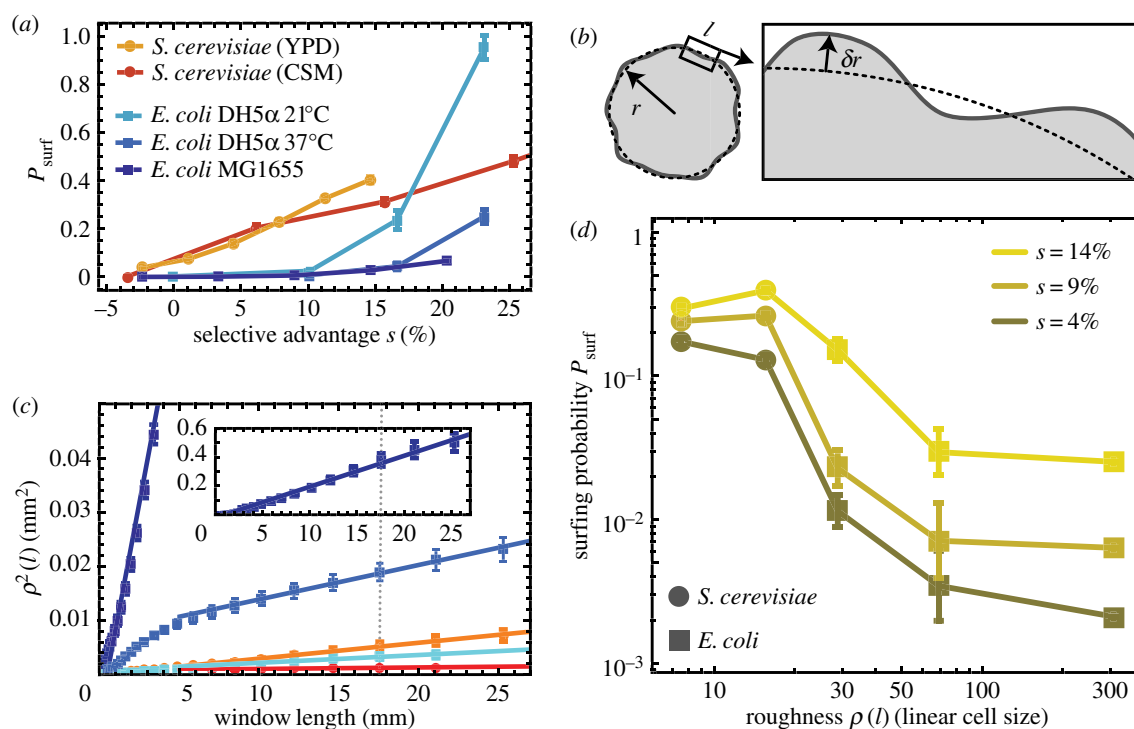 (a)
1.0
0.8
0.6
0.4
0.2
0
P_surf
S. cerevisiae (YPD)
S. cerevisiae (CSM)
E. coli DH5α 21°C
E. coli DH5α 37°C
E. coli MG1655
−5 0 5 10 15 20 25
selective advantage s (%)
(b)
l
r
δr
(c)
0.04
0.03
0.02
0.01
0
ρ² (l) (mm²)
0.6
0.4
0.2
0 5 10 15 20 25
0 5 10 15 20 25
window length (mm)
(d)
1
10⁻¹
10⁻²
10⁻³
surfing probability P_surf
s = 14%
s = 9%
s = 4%
S. cerevisiae
E. coli
10 30 50 100 300
roughness ρ (l) (linear cell size)